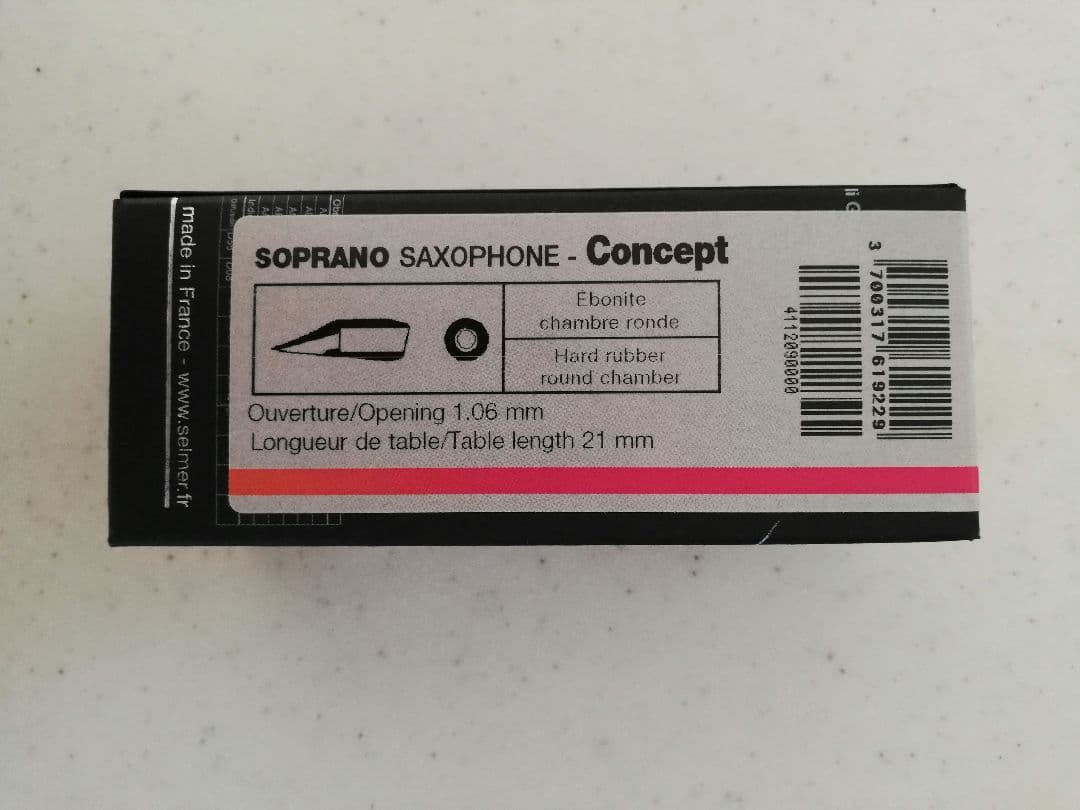 SOPRANO SAXOPHONE - Concept
Ébonite
chambre ronde
Hard rubber
round chamber
Ouverture/Opening 1.06 mm
Longueur de table/Table length 21 mm
4112090000
3 700317 619229
made in France - www.selmer.fr